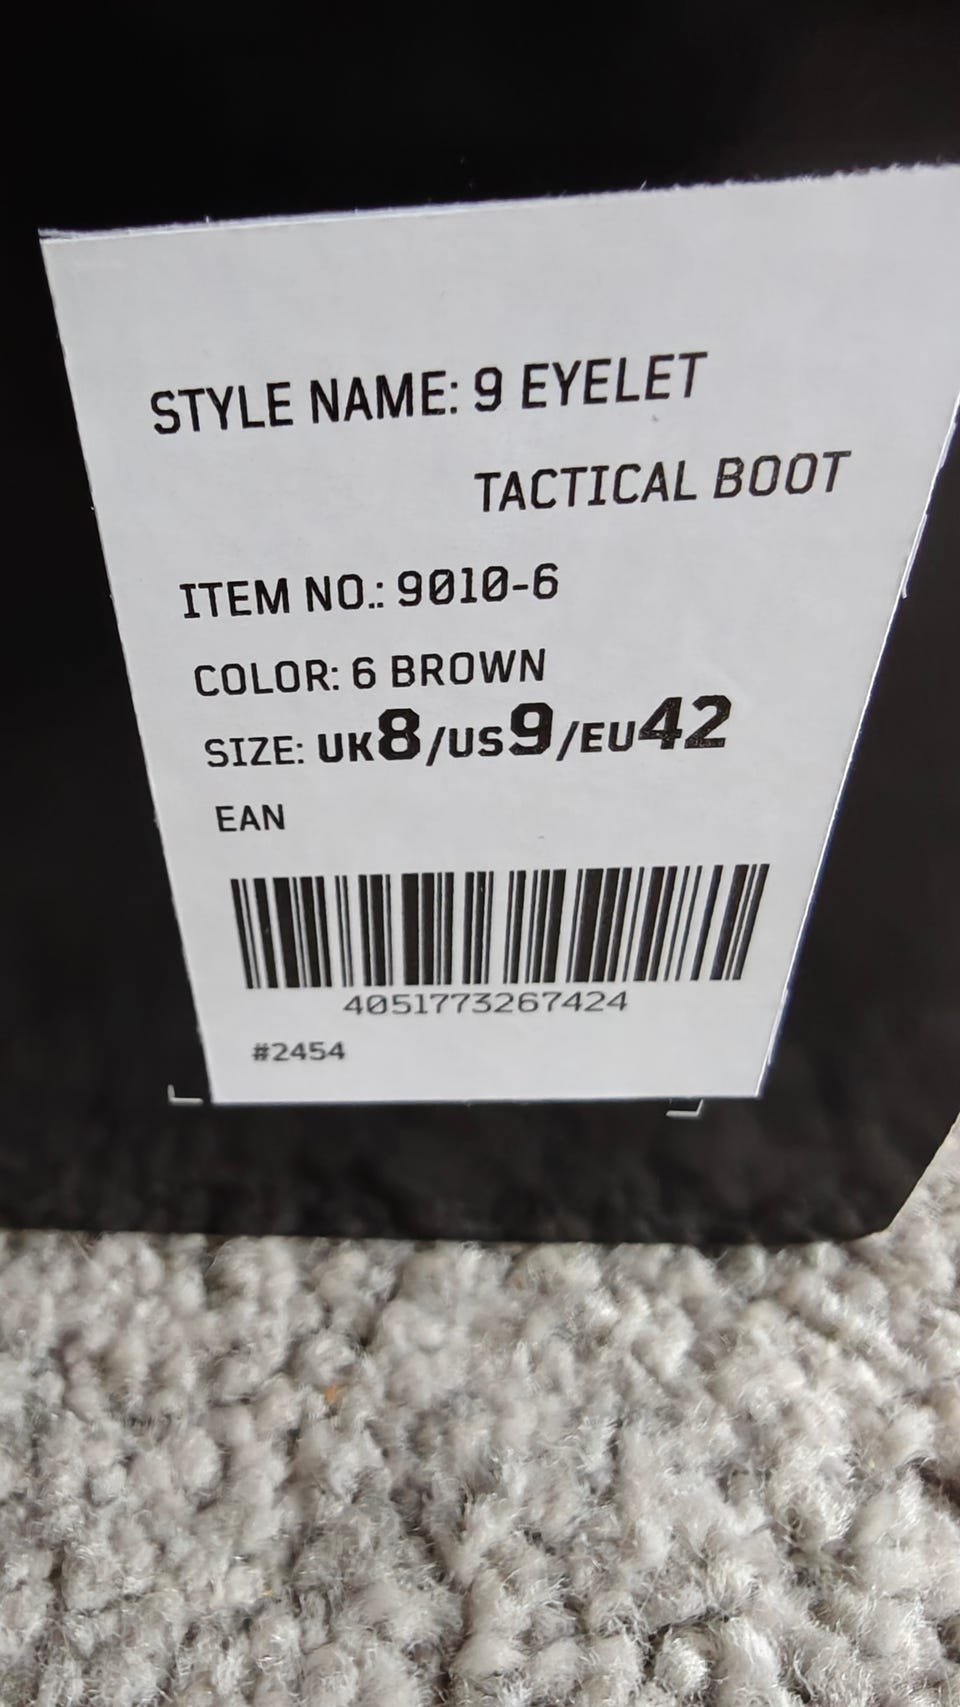 STYLE NAME: 9 EYELET
TACTICAL BOOT
ITEM NO.: 9010-6
COLOR: 6 BROWN
SIZE: UK8/US9/EU42
EAN
4051773267424
#2454